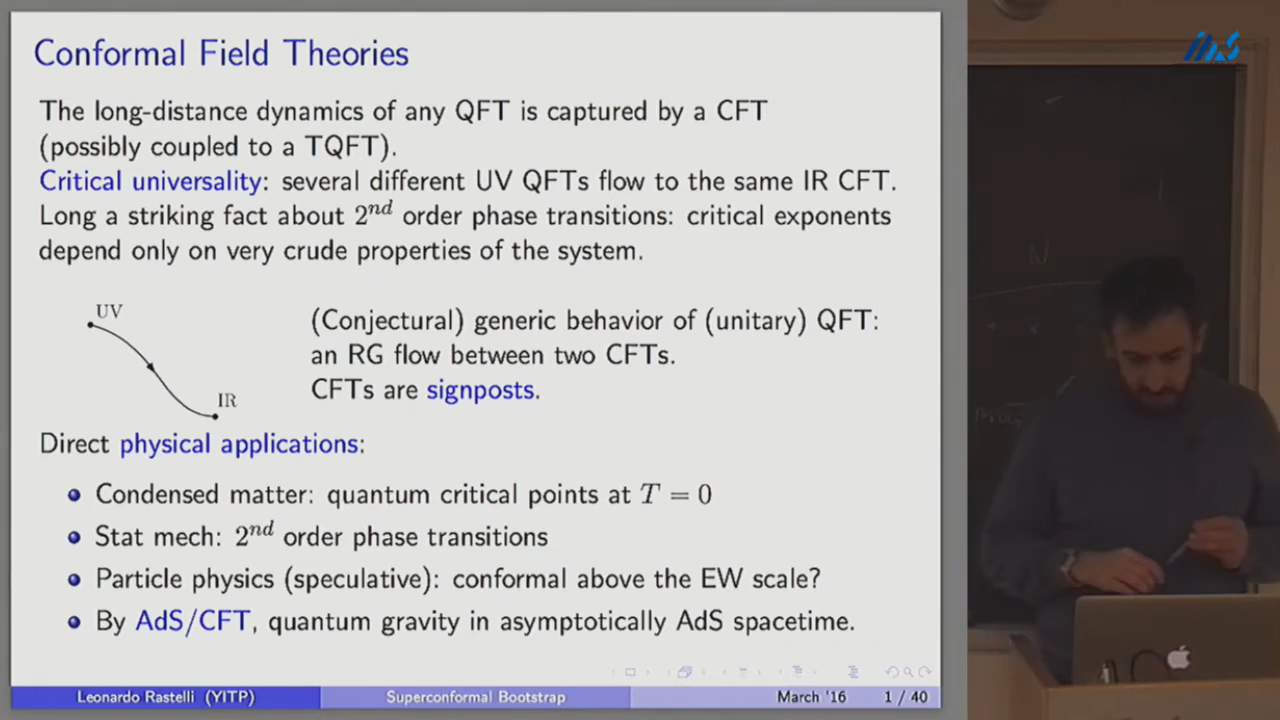 Conformal Field Theories
The long-distance dynamics of any QFT is captured by a CFT
(possibly coupled to a TQFT).
Critical universality: several different UV QFTs flow to the same IR CFT.
Long a striking fact about 2nd order phase transitions: critical exponents
depend only on very crude properties of the system.
UV
IR
(Conjectural) generic behavior of (unitary) QFT:
an RG flow between two CFTs.
CFTs are signposts.
Direct physical applications:
Condensed matter: quantum critical points at T = 0
Stat mech: 2nd order phase transitions
Particle physics (speculative): conformal above the EW scale?
By AdS/CFT, quantum gravity in asymptotically AdS spacetime.
Leonardo Rastelli (YITP)
Superconformal Bootstrap
March '16
1 / 40
N